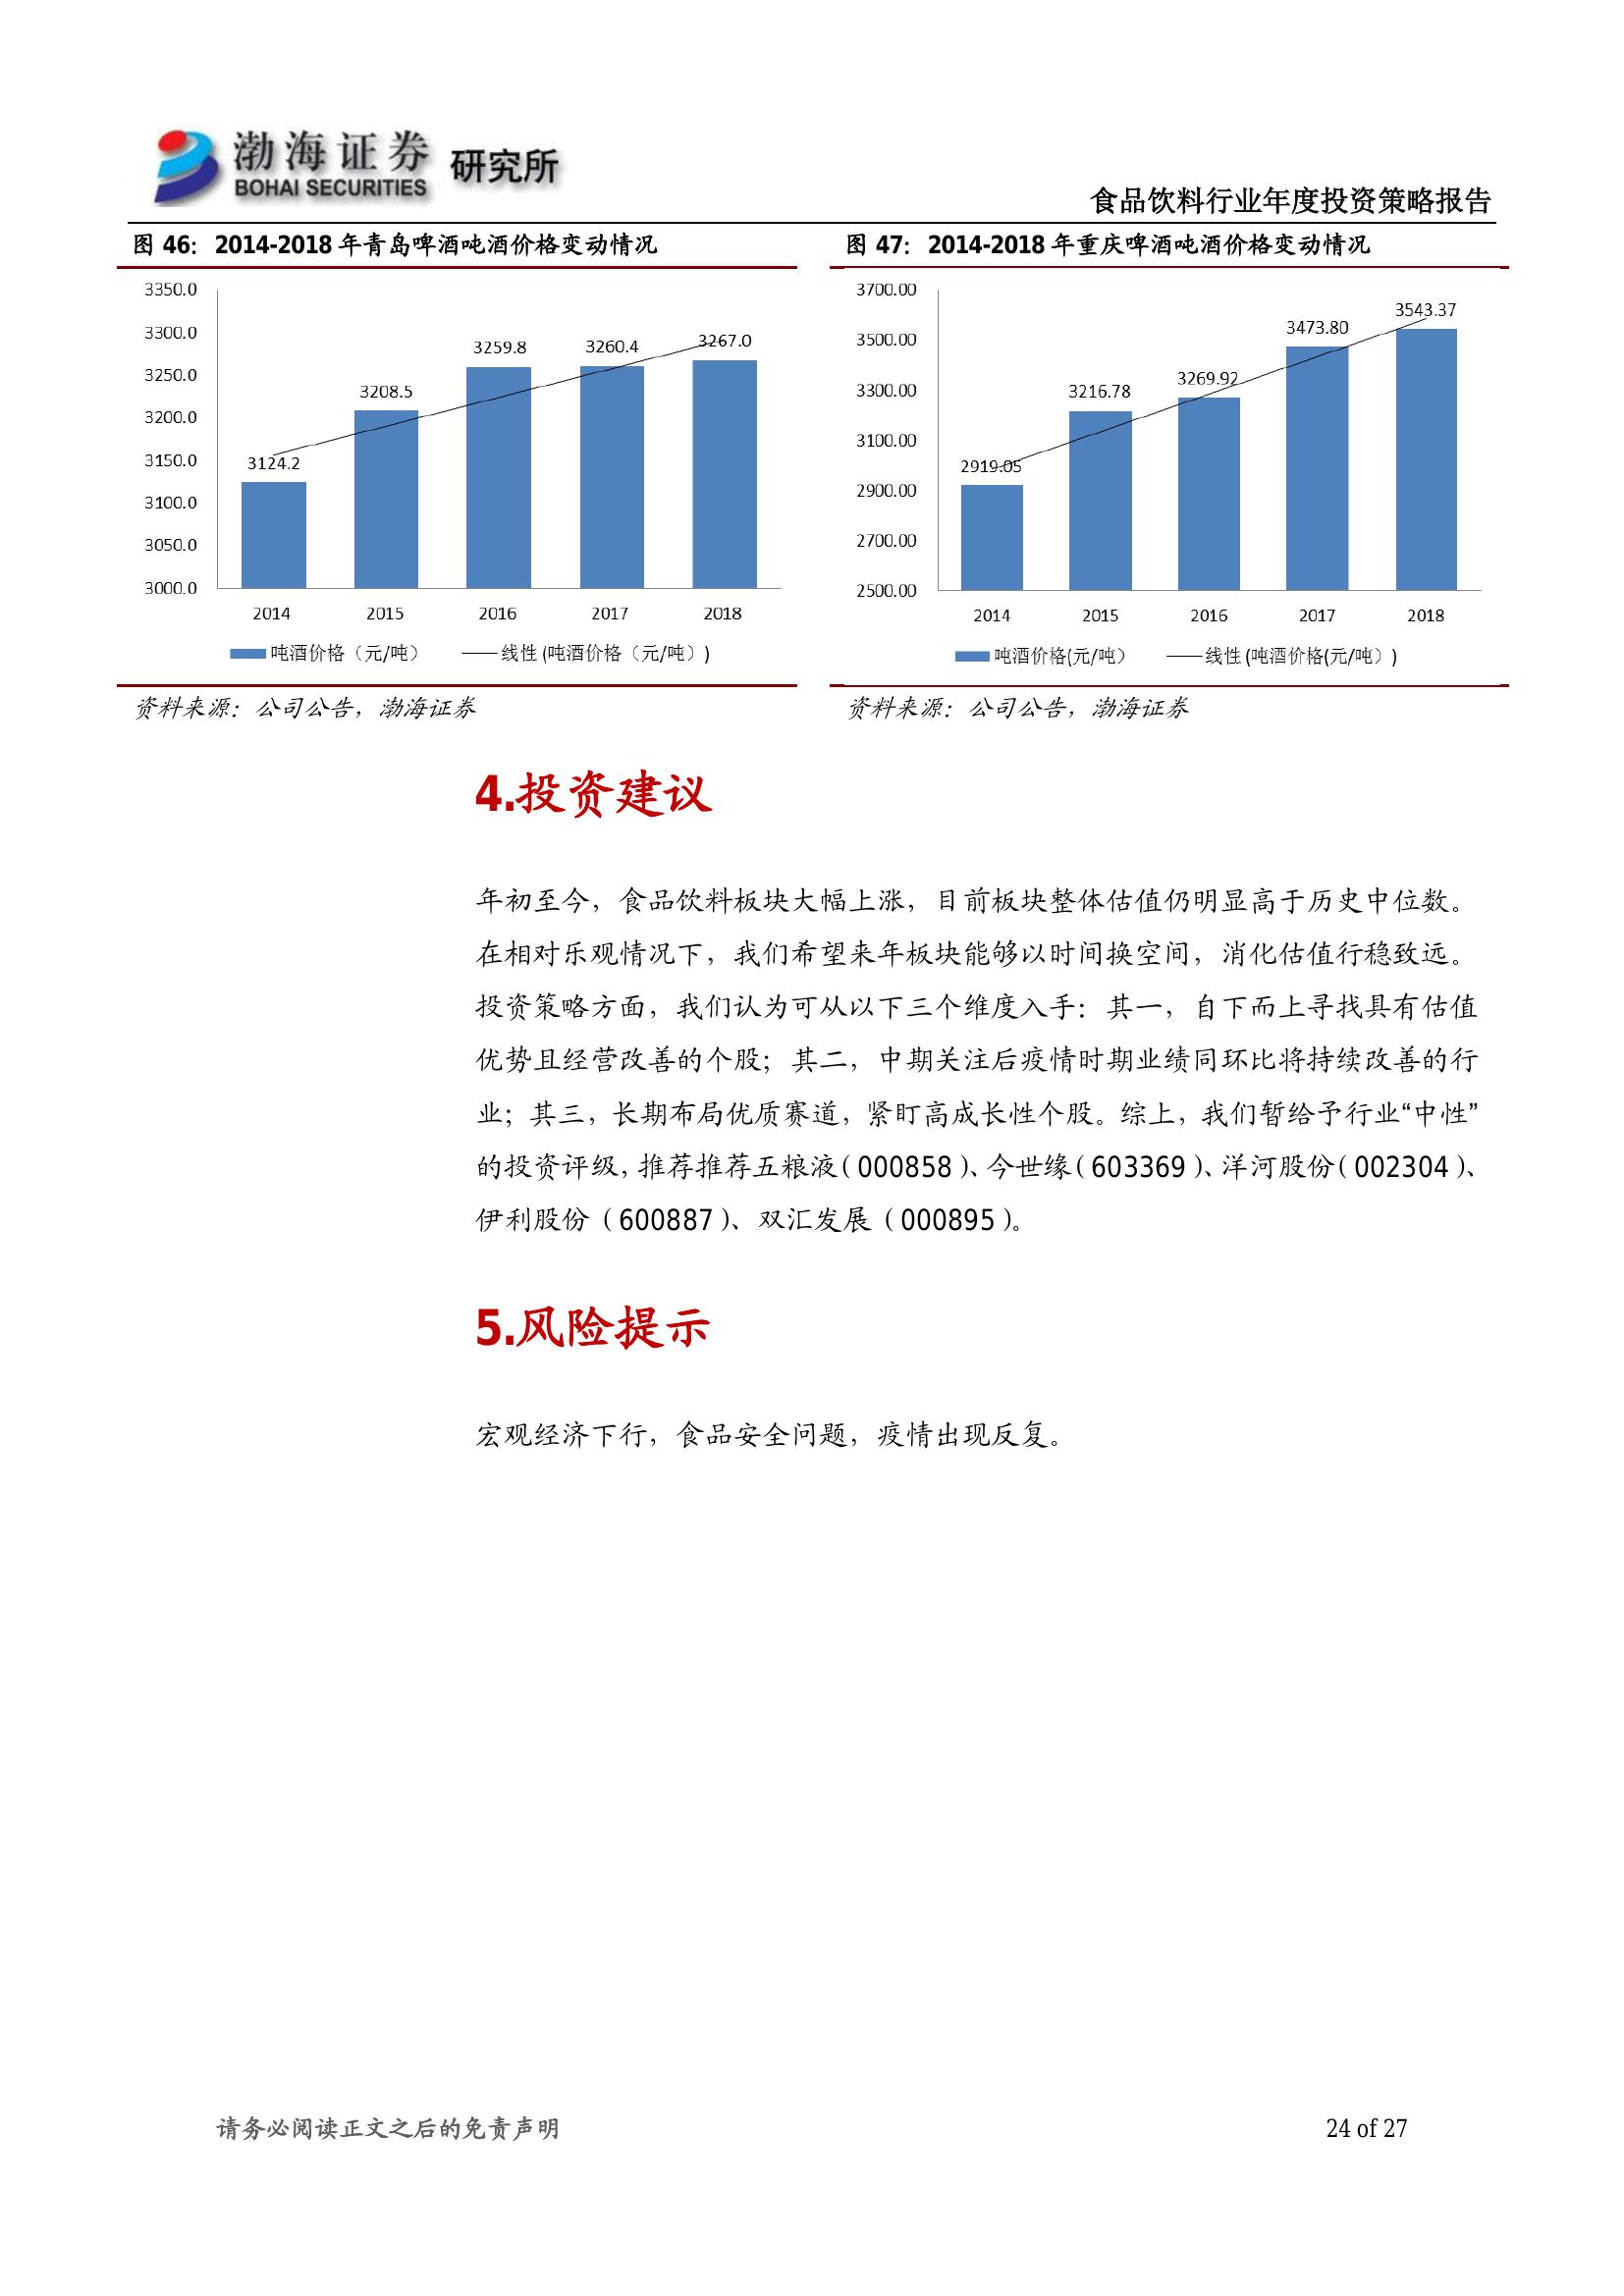 渤海证券 研究所
BOHAI SECURITIES
食品饮料行业年度投资策略报告
图 46: 2014-2018 年青岛啤酒吨酒价格变动情况
3350.0
3300.0
3250.0
3200.0
3150.0
3100.0
3050.0
3000.0
3124.2
3208.5
3259.8
3260.4
3267.0
2014 2015 2016 2017 2018
吨酒价格（元/吨） 线性 (吨酒价格（元/吨）)
资料来源：公司公告，渤海证券
图 47: 2014-2018 年重庆啤酒吨酒价格变动情况
3700.00
3500.00
3300.00
3100.00
2900.00
2700.00
2500.00
2919.05
3216.78
3269.92
3473.80
3543.37
2014 2015 2016 2017 2018
吨酒价格(元/吨） 线性 (吨酒价格(元/吨）)
资料来源：公司公告，渤海证券
4.投资建议
年初至今，食品饮料板块大幅上涨，目前板块整体估值仍明显高于历史中位数。
在相对乐观情况下，我们希望来年板块能够以时间换空间，消化估值行稳致远。
投资策略方面，我们认为可从以下三个维度入手：其一，自下而上寻找具有估值
优势且经营改善的个股；其二，中期关注后疫情时期业绩同环比将持续改善的行
业；其三，长期布局优质赛道，紧盯高成长性个股。综上，我们暂给予行业“中性”
的投资评级，推荐推荐五粮液（000858）、今世缘（603369）、洋河股份（002304）、
伊利股份（600887）、双汇发展（000895）。
5.风险提示
宏观经济下行，食品安全问题，疫情出现反复。
请务必阅读正文之后的免责声明 24 of 27